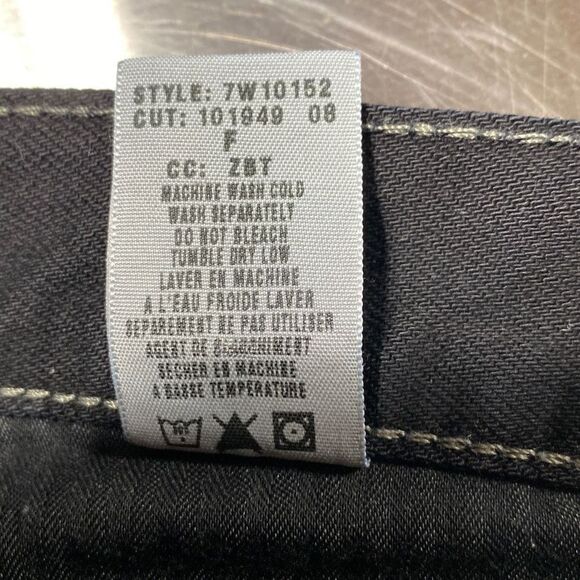 STYLE: 7W10152
CUT: 101949 08
F
CC: ZBT
MACHINE WASH COLD
WASH SEPARATELY
DO NOT BLEACH
TUMBLE DRY LOW
LAVER EN MACHINE
A L'EAU FROIDE LAVER
SEPAREMENT NE PAS UTILISER
AGENT DE BLANCHIMENT
SECHER EN MACHINE
A BASSE TEMPERATURE